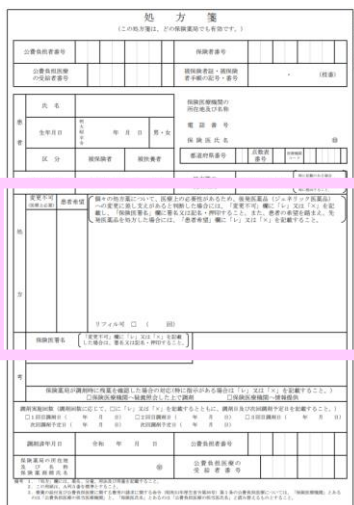 処方箋
(この処方箋は、どの保険薬局でも有効です。)
公費負担者番号
保険者番号
公費負担医療の受給者番号
被保険者証・被保険者手帳の記号・番号
・
(枝番)
患者
氏名
生年月日
年 月 日
男・女
区分
被保険者
被扶養者
保険医療機関の所在地及び名称
電話番号
保険医氏名
印
都道府県番号
点数表番号
医療機関コード
処方
変更不可
(医療上必要)
患者希望
個々の処方薬について、医療上の必要性があるため、後発医薬品(ジェネリック医薬品)
への変更に差し支えがあると判断した場合には、「変更不可」欄に「レ」又は「×」を記
載し、「保険医署名」欄に署名又は記名・押印すること。また、患者の希望を踏まえ、先
発医薬品を処方した場合には、「患者希望」欄に「レ」又は「×」を記載すること。
リフィル可 □ ( 回)
保険医署名
「変更不可」欄に「レ」又は「×」を記載
した場合は、署名又は記名・押印すること。
考
保険薬局が調剤時に残薬を確認した場合の対応(特に指示がある場合は「レ」又は「×」を記載すること。)
□保険医療機関へ疑義照会した上で調剤 □保険医療機関へ情報提供
調剤実施回数(調剤回数に応じて、□に「レ」又は「×」を記載するとともに、調剤日及び次回調剤予定日を記載すること。)
□1回目調剤日( 年 月 日) □2回目調剤日( 年 月 日) □3回目調剤日( 年 月 日)
次回調剤予定日( 年 月 日) 次回調剤予定日( 年 月 日)
調剤済年月日
令和 年 月 日
公費負担者番号
保険薬局の所在地及び名称
保険薬剤師氏名
印
公費負担医療の受給者番号